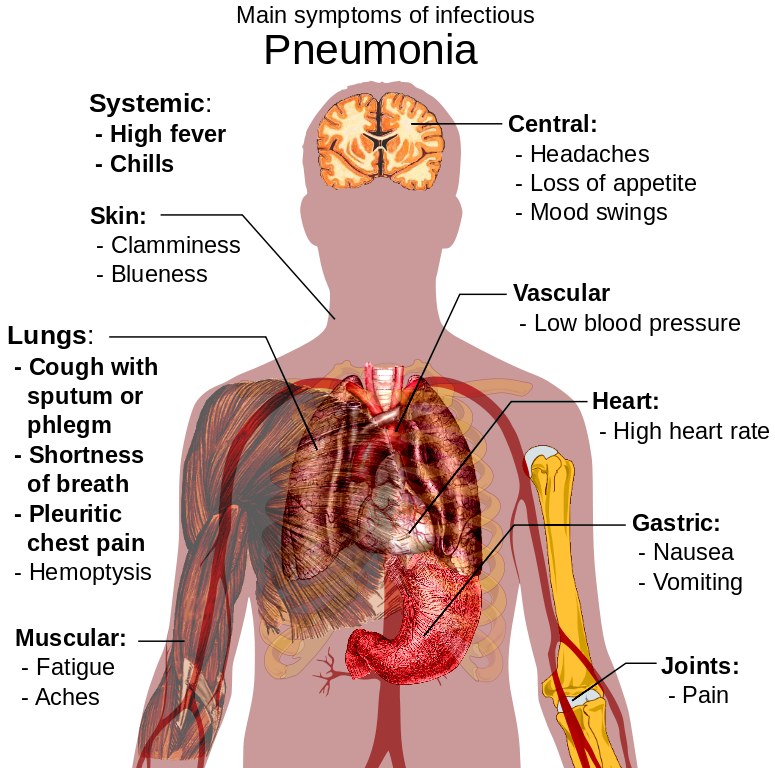 Main symptoms of infectious
Pneumonia
Systemic:
- High fever
- Chills
Skin:
- Clamminess
- Blueness
Lungs:
- Cough with
sputum or
phlegm
- Shortness
of breath
- Pleuritic
chest pain
- Hemoptysis
Muscular:
- Fatigue
- Aches
Central:
- Headaches
- Loss of appetite
- Mood swings
Vascular
- Low blood pressure
Heart:
- High heart rate
Gastric:
- Nausea
- Vomiting
Joints:
- Pain